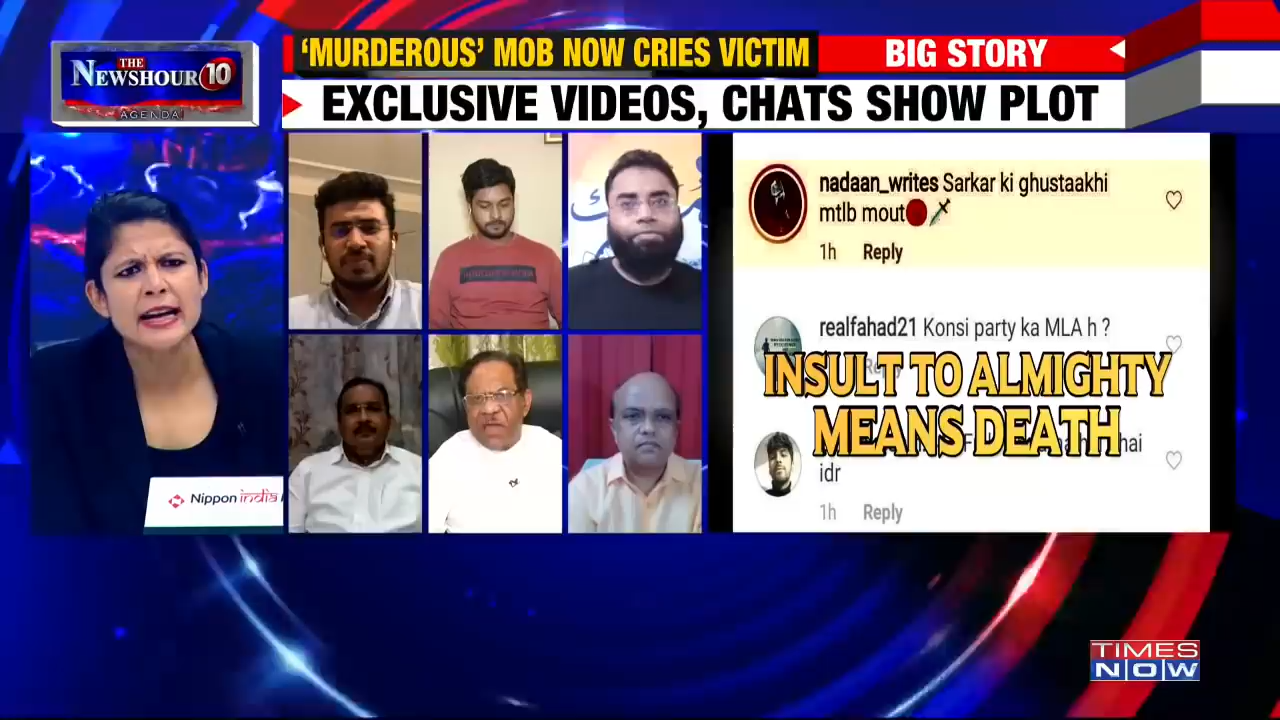 THE
NEWSHOUR 10
AGENDA
'MURDEROUS' MOB NOW CRIES VICTIM
BIG STORY
EXCLUSIVE VIDEOS, CHATS SHOW PLOT
nadaan_writes Sarkar ki ghustaakhi
mtlb mout
1h Reply
realfahad21 Konsi party ka MLA h ?
INSULT TO ALMIGHTY
MEANS DEATH
hai
idr
1h Reply
Nippon india
TIMES
NOW